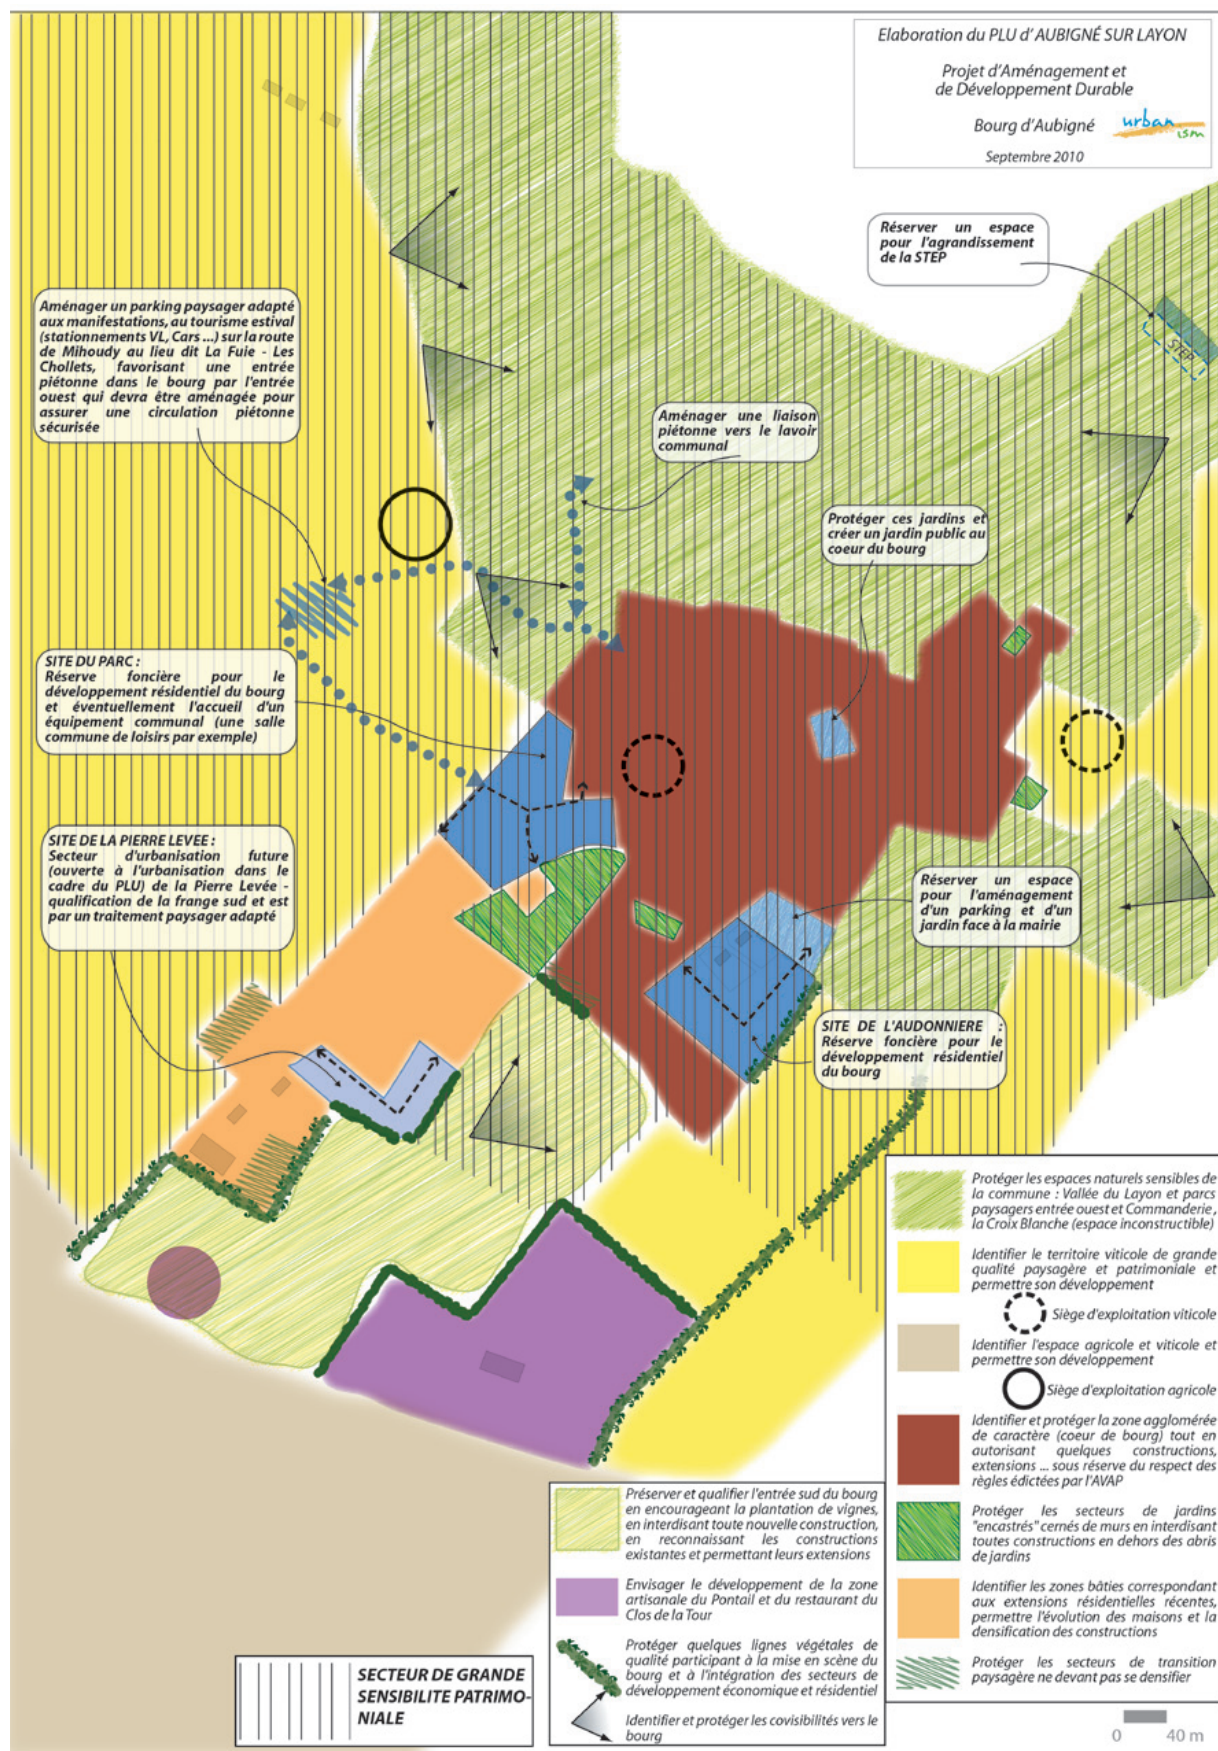 Elaboration du PLU d'AUBIGNÉ SUR LAYON
Projet d'Aménagement et
de Développement Durable
Bourg d'Aubigné
urban
ism
Septembre 2010
Réserver un espace
pour l'agrandissement
de la STEP
STEP
Aménager un parking paysager adapté
aux manifestations, au tourisme estival
(stationnements VL, Cars ...) sur la route
de Mihoudy au lieu dit La Fuie - Les
Chollets, favorisant une entrée
piétonne dans le bourg par l'entrée
ouest qui devra être aménagée pour
assurer une circulation piétonne
sécurisée
Aménager une liaison
piétonne vers le lavoir
communal
Protéger ces jardins et
créer un jardin public au
coeur du bourg
SITE DU PARC :
Réserve foncière pour le
développement résidentiel du bourg
et éventuellement l'accueil d'un
équipement communal (une salle
commune de loisirs par exemple)
SITE DE LA PIERRE LEVEE :
Secteur d'urbanisation future
(ouverte à l'urbanisation dans le
cadre du PLU) de la Pierre Levée -
qualification de la frange sud et est
par un traitement paysager adapté
Réserver un espace
pour l'aménagement
d'un parking et d'un
jardin face à la mairie
SITE DE L'AUDONNIERE :
Réserve foncière pour le
développement résidentiel
du bourg
Protéger les espaces naturels sensibles de
la commune : Vallée du Layon et parcs
paysagers entrée ouest et Commanderie,
la Croix Blanche (espace inconstructible)
Identifier le territoire viticole de grande
qualité paysagère et patrimoniale et
permettre son développement
Siège d'exploitation viticole
Identifier l'espace agricole et viticole et
permettre son développement
Siège d'exploitation agricole
Identifier et protéger la zone agglomérée
de caractère (coeur de bourg) tout en
autorisant quelques constructions,
extensions ... sous réserve du respect des
règles édictées par l'AVAP
Protéger les secteurs de jardins
"encastrés" cernés de murs en interdisant
toutes constructions en dehors des abris
de jardins
Identifier les zones bâties correspondant
aux extensions résidentielles récentes,
permettre l'évolution des maisons et la
densification des constructions
Protéger les secteurs de transition
paysagère ne devant pas se densifier
Préserver et qualifier l'entrée sud du bourg
en encourageant la plantation de vignes,
en interdisant toute nouvelle construction,
en reconnaissant les constructions
existantes et permettant leurs extensions
Envisager le développement de la zone
artisanale du Pontail et du restaurant du
Clos de la Tour
Protéger quelques lignes végétales de
qualité participant à la mise en scène du
bourg et à l'intégration des secteurs de
développement économique et résidentiel
Identifier et protéger les covisibilités vers le
bourg
SECTEUR DE GRANDE
SENSIBILITE PATRIMO-
NIALE
0 40 m